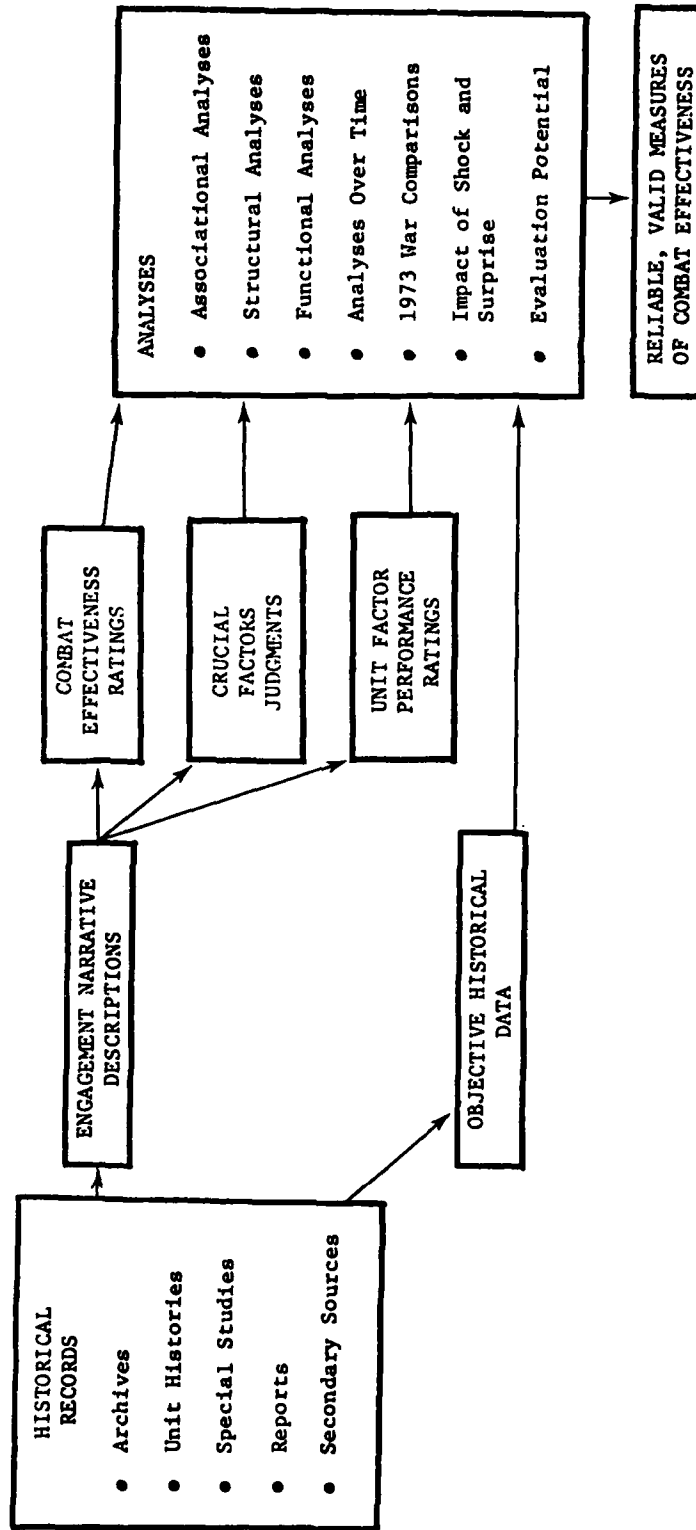 HISTORICAL
RECORDS
● Archives
● Unit Histories
● Special Studies
● Reports
● Secondary Sources
ENGAGEMENT NARRATIVE
DESCRIPTIONS
OBJECTIVE HISTORICAL
DATA
COMBAT
EFFECTIVENESS
RATINGS
CRUCIAL
FACTORS
JUDGMENTS
UNIT FACTOR
PERFORMANCE
RATINGS
ANALYSES
● Associational Analyses
● Structural Analyses
● Functional Analyses
● Analyses Over Time
● 1973 War Comparisons
● Impact of Shock and
Surprise
● Evaluation Potential
RELIABLE, VALID MEASURES
OF COMBAT EFFECTIVENESS